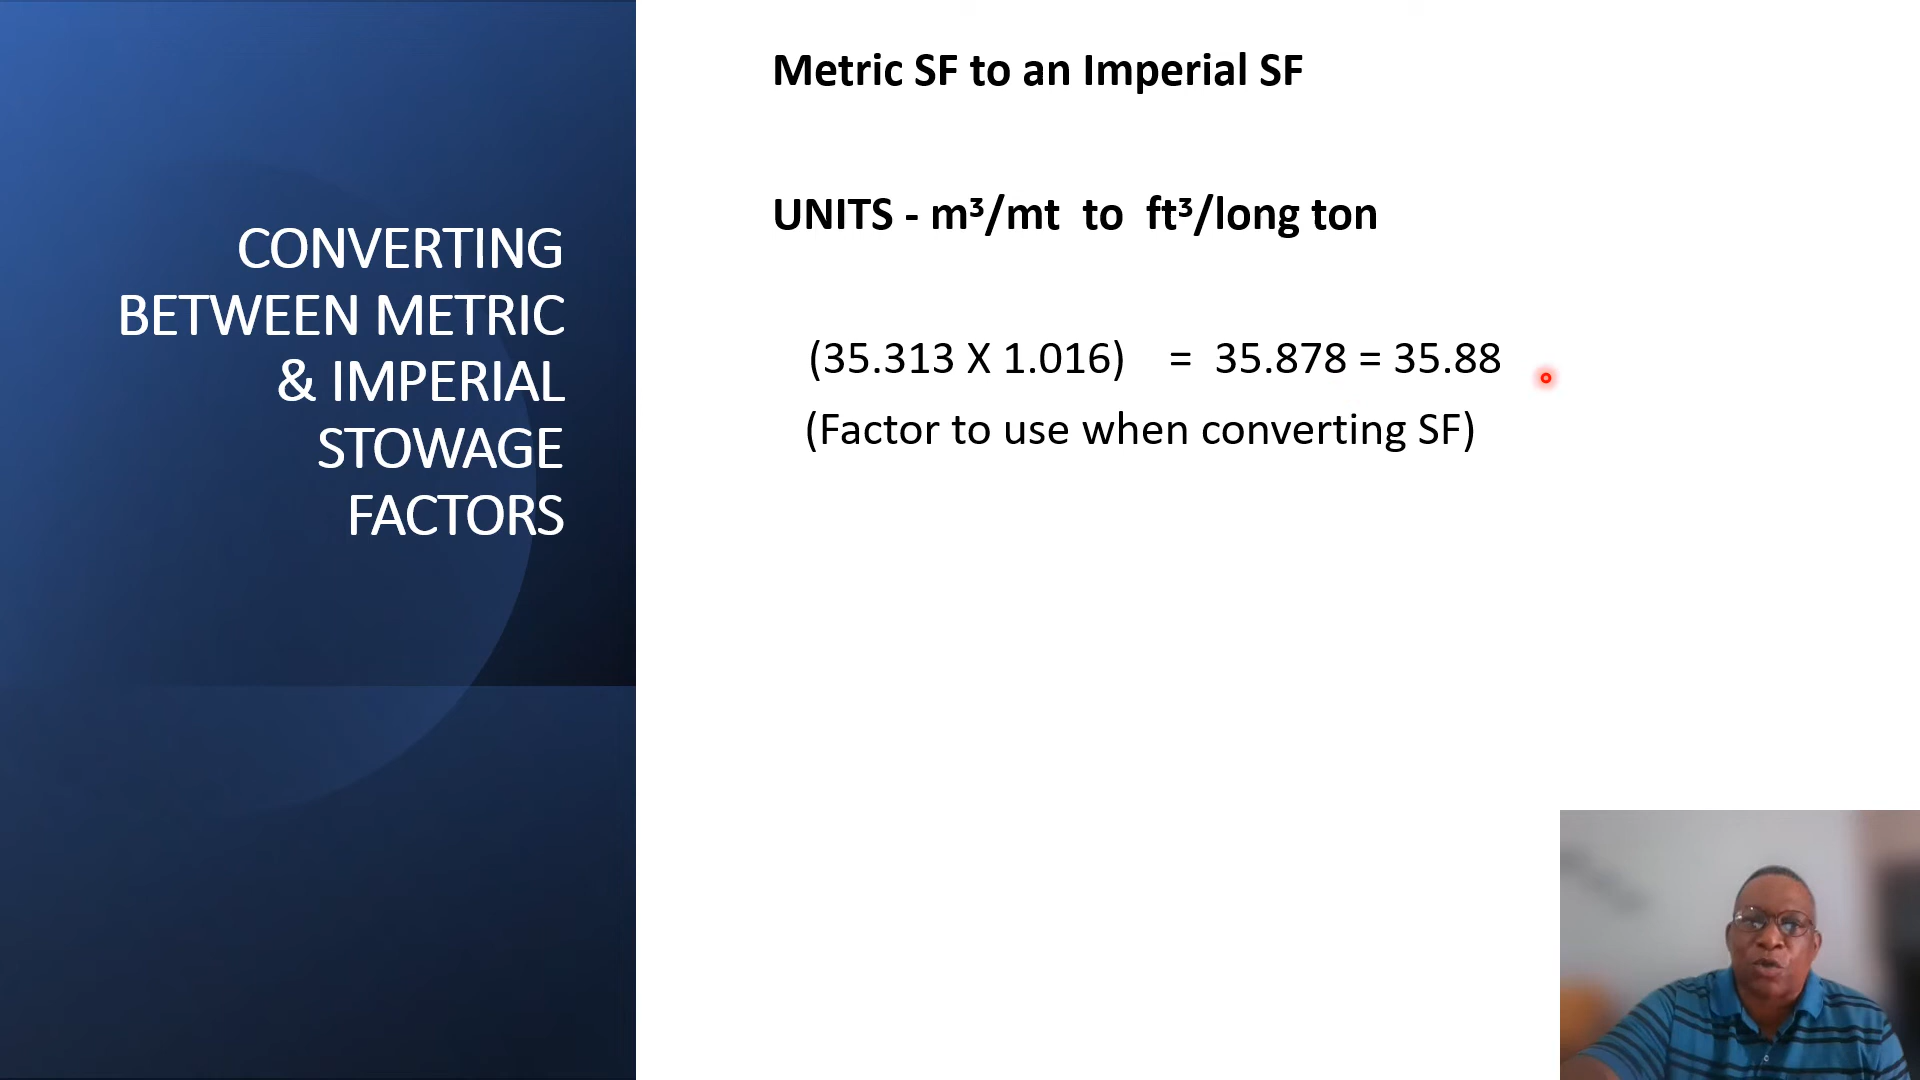 CONVERTING
BETWEEN METRIC
& IMPERIAL
STOWAGE
FACTORS
Metric SF to an Imperial SF
UNITS - m³/mt to ft³/long ton
(35.313 X 1.016) = 35.878 = 35.88
(Factor to use when converting SF)